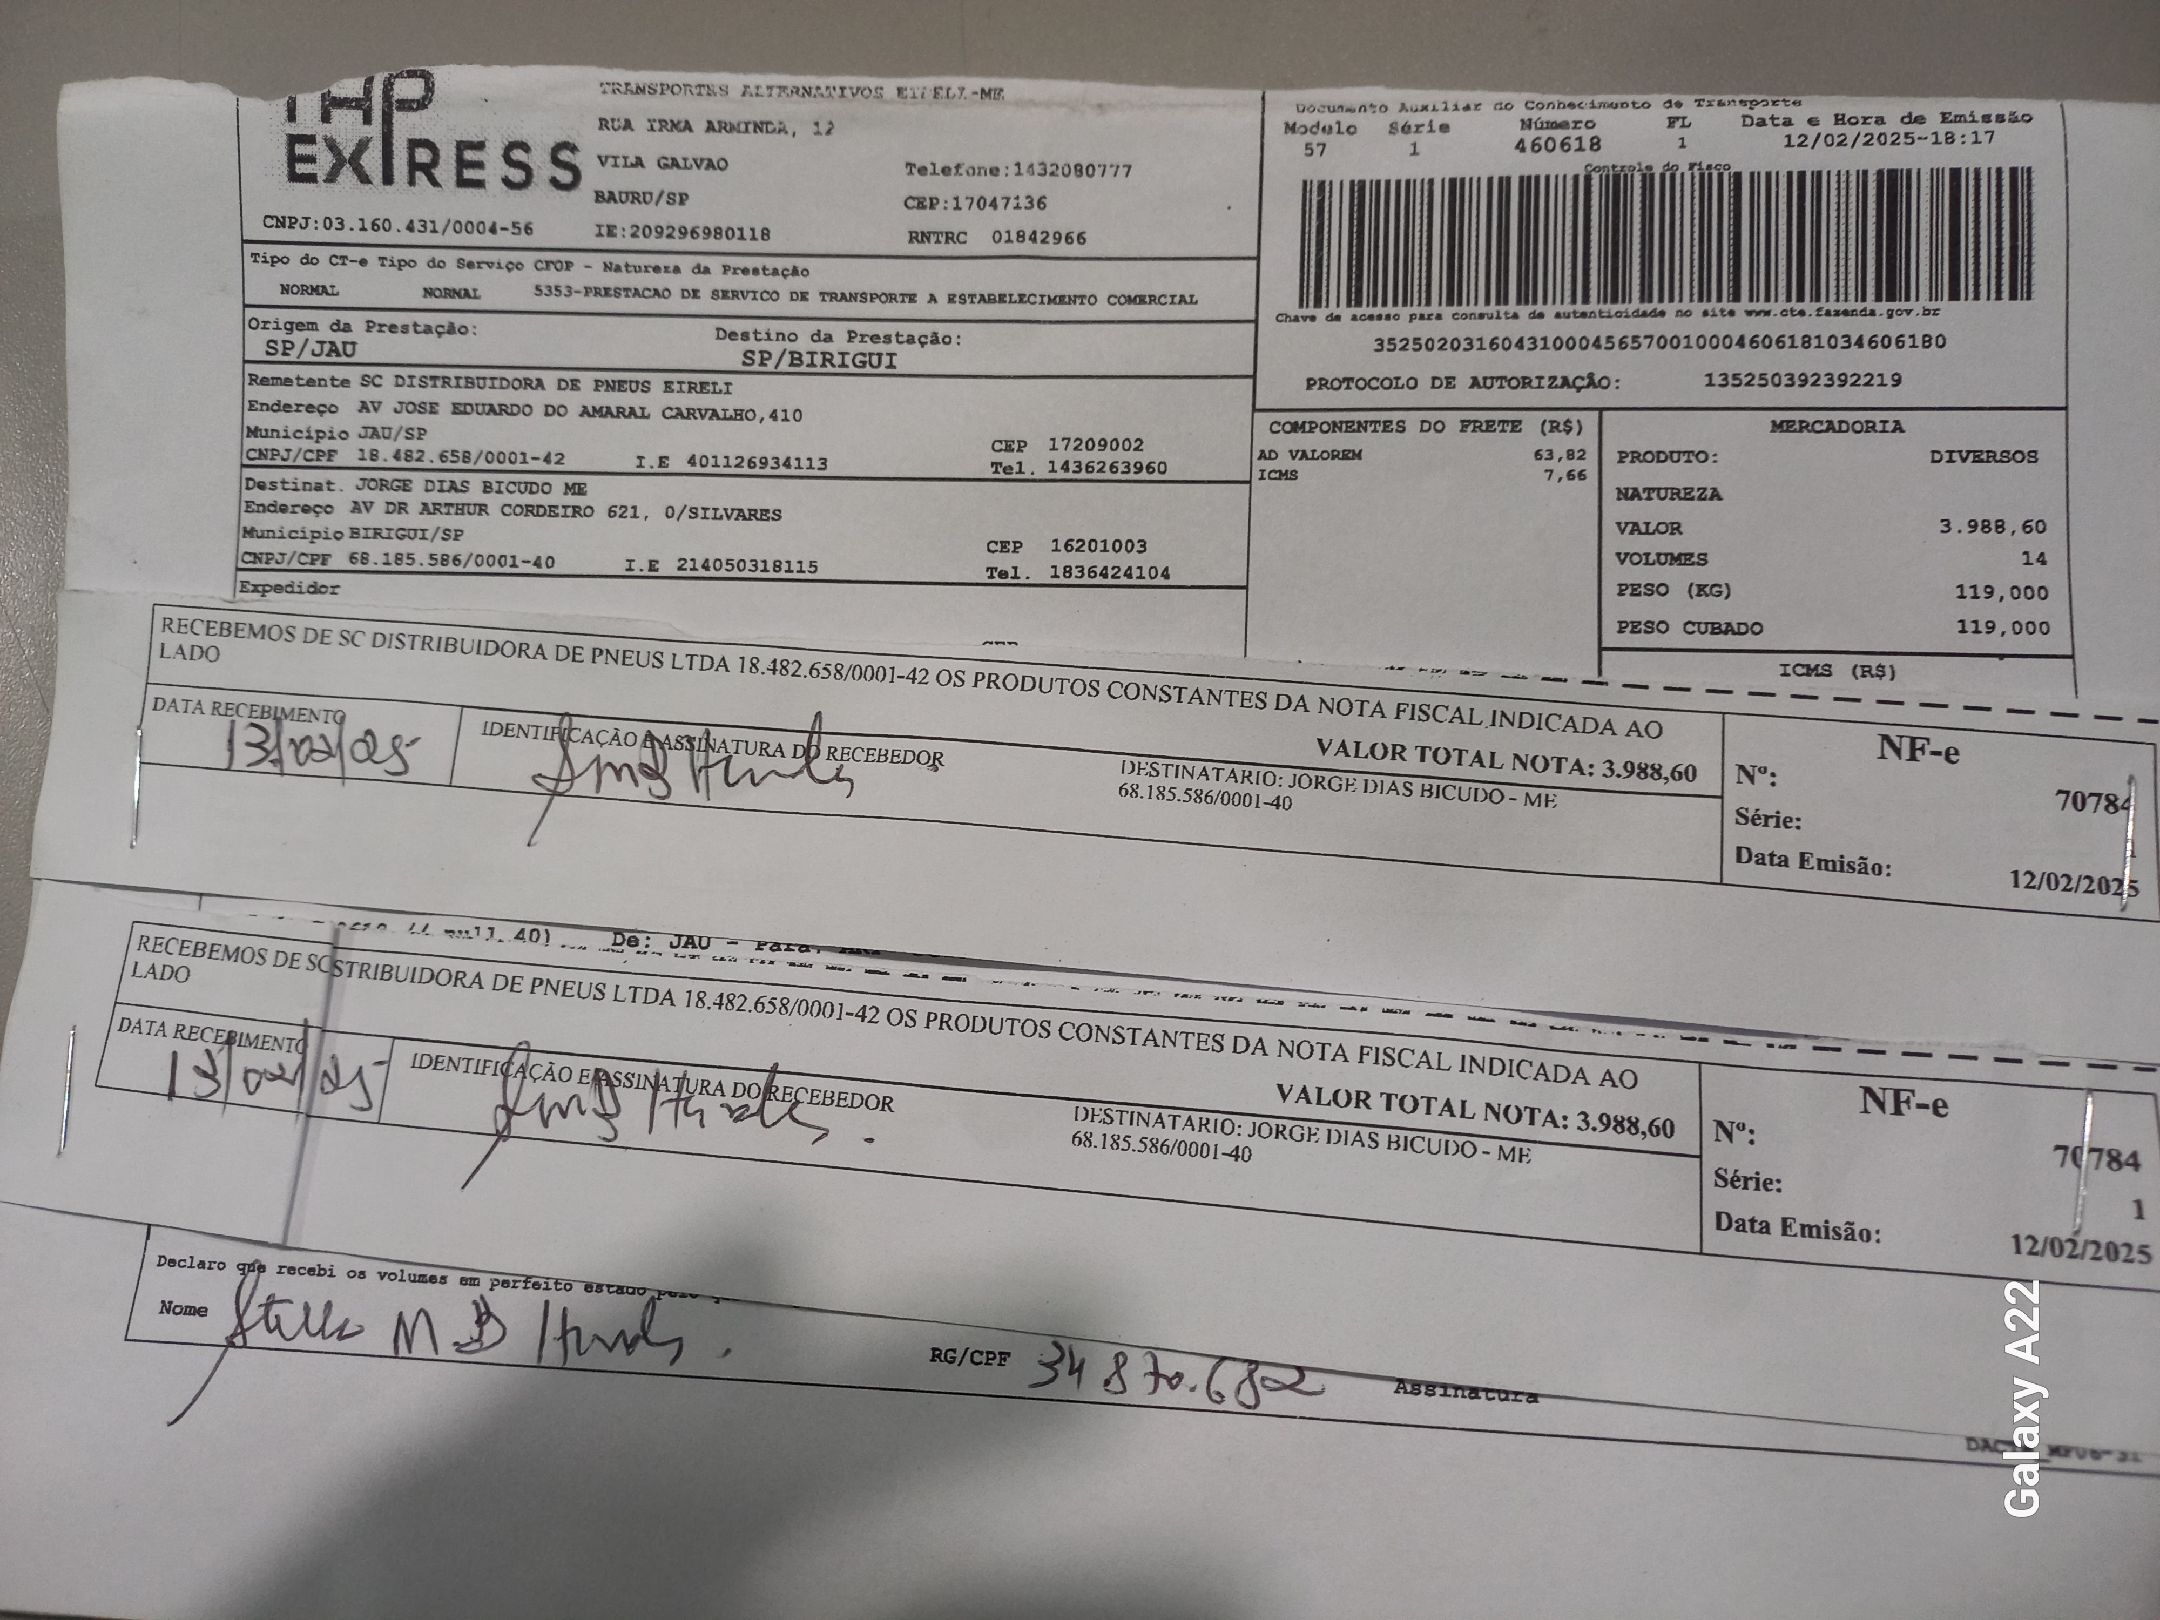 THP
EXPRESS
CNPJ:03.160.431/0004-56
TRANSPORTES ALTERNATIVOS EIRELI-ME
RUA IRMA ARMINDA, 12
VILA GALVAO
Telefone:1432080777
BAURU/SP
CEP:17047136
IE:209296980118
RNTRC 01842966
Documento Auxiliar do Conhecimento de Transporte
Modelo Série Número FL Data e Hora de Emissão
57 1 460618 1 12/02/2025-18:17
Controle do Fisco
Chave de acesso para consulta de autenticidade no site www.cte.fazenda.gov.br
35250203160431000456570010004606181034606180
PROTOCOLO DE AUTORIZAÇÃO: 135250392392219
Tipo do CT-e Tipo do Serviço CFOP - Natureza da Prestação
NORMAL NORMAL 5353-PRESTACAO DE SERVICO DE TRANSPORTE A ESTABELECIMENTO COMERCIAL
Origem da Prestação: Destino da Prestação:
SP/JAU SP/BIRIGUI
Remetente SC DISTRIBUIDORA DE PNEUS EIRELI
Endereço AV JOSE EDUARDO DO AMARAL CARVALHO,410
Município JAU/SP CEP 17209002
CNPJ/CPF 18.482.658/0001-42 I.E 401126934113 Tel. 1436263960
Destinat. JORGE DIAS BICUDO ME
Endereço AV DR ARTHUR CORDEIRO 621, 0/SILVARES
Municipio BIRIGUI/SP CEP 16201003
CNPJ/CPF 68.185.586/0001-40 I.E 214050318115 Tel. 1836424104
Expedidor
COMPONENTES DO FRETE (R$)
AD VALOREM 63,82
ICMS 7,66
MERCADORIA
PRODUTO: DIVERSOS
NATUREZA
VALOR 3.988,60
VOLUMES 14
PESO (KG) 119,000
PESO CUBADO 119,000
ICMS (R$)
RECEBEMOS DE SC DISTRIBUIDORA DE PNEUS LTDA 18.482.658/0001-42 OS PRODUTOS CONSTANTES DA NOTA FISCAL INDICADA AO
LADO
VALOR TOTAL NOTA: 3.988,60
DATA RECEBIMENTO
13/02/25
IDENTIFICAÇÃO E ASSINATURA DO RECEBEDOR
DESTINATÁRIO: JORGE DIAS BICUDO - ME
68.185.586/0001-40
NF-e
Nº: 70784
Série: 1
Data Emissão: 12/02/2025
De: JAU - Para:
RECEBEMOS DE SC STRIBUIDORA DE PNEUS LTDA 18.482.658/0001-42 OS PRODUTOS CONSTANTES DA NOTA FISCAL INDICADA AO
LADO
VALOR TOTAL NOTA: 3.988,60
DATA RECEBIMENTO
13/02/25
IDENTIFICAÇÃO E ASSINATURA DO RECEBEDOR
DESTINATÁRIO: JORGE DIAS BICUDO - ME
68.185.586/0001-40
NF-e
Nº: 70784
Série: 1
Data Emissão: 12/02/2025
Declaro que recebi os volumes em perfeito estado
Nome Stella M B
RG/CPF 34 870.682 Assinatura
Galaxy A22